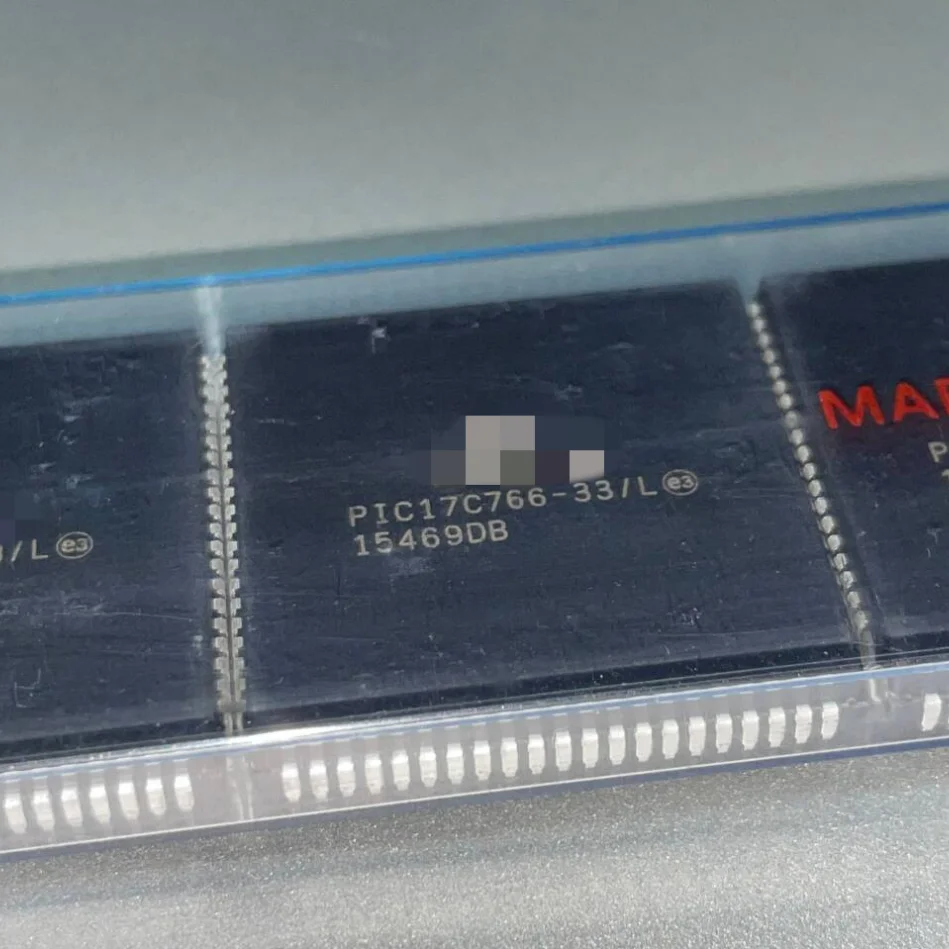 /L e3
PIC17C766-33/L e3
15469DB
MA
P